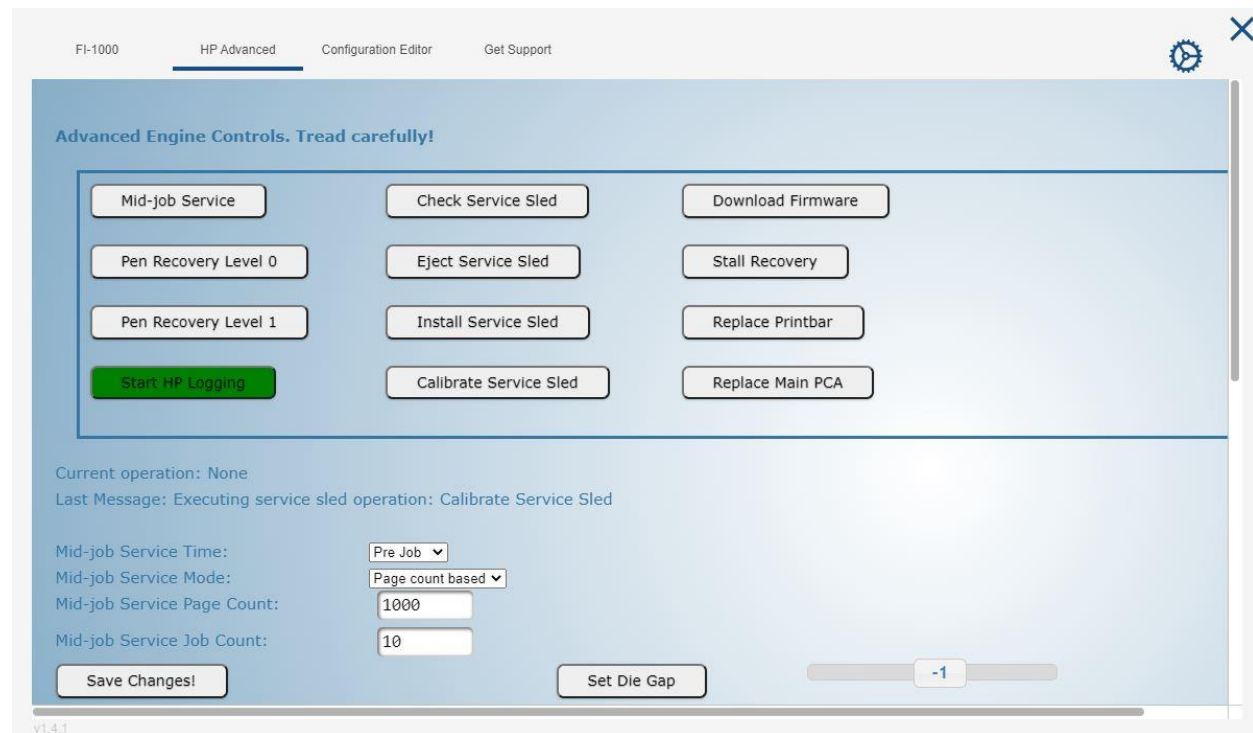 FI-1000 HP Advanced Configuration Editor Get Support
Advanced Engine Controls. Tread carefully!
Mid-job Service Check Service Sled Download Firmware
Pen Recovery Level 0 Eject Service Sled Stall Recovery
Pen Recovery Level 1 Install Service Sled Replace Printbar
Start HP Logging Calibrate Service Sled Replace Main PCA
Current operation: None
Last Message: Executing service sled operation: Calibrate Service Sled
Mid-job Service Time: Pre Job
Mid-job Service Mode: Page count based
Mid-job Service Page Count: 1000
Mid-job Service Job Count: 10
Save Changes! Set Die Gap -1
v1.4.1